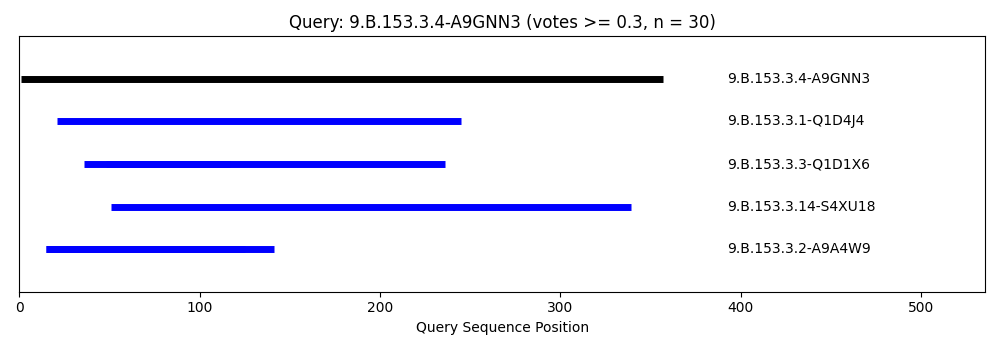 Query: 9.B.153.3.4-A9GNN3 (votes >= 0.3, n = 30)
9.B.153.3.4-A9GNN3
9.B.153.3.1-Q1D4J4
9.B.153.3.3-Q1D1X6
9.B.153.3.14-S4XU18
9.B.153.3.2-A9A4W9
0 100 200 300 400 500
Query Sequence Position